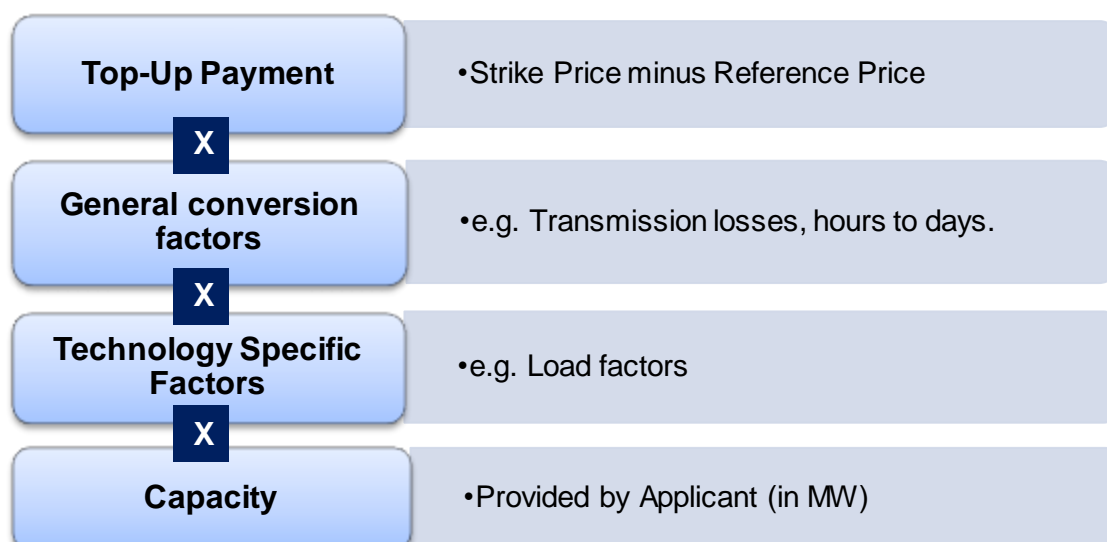 Top-Up Payment
•Strike Price minus Reference Price
X
General conversion
factors
•e.g. Transmission losses, hours to days.
X
Technology Specific
Factors
•e.g. Load factors
X
Capacity
•Provided by Applicant (in MW)